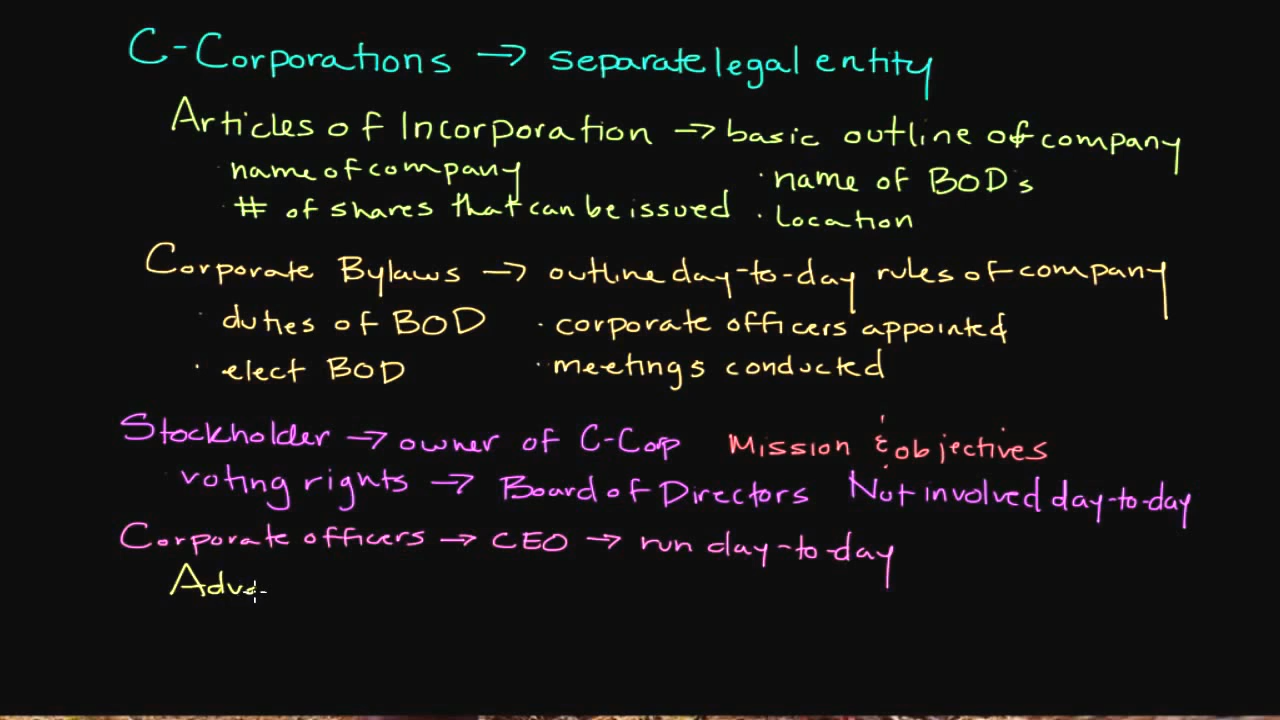 C-Corporations → separate legal entity
Articles of Incorporation → basic outline of company
· name of company · name of BOD's
· # of shares that can be issued · Location
Corporate Bylaws → outline day-to-day rules of company
· duties of BOD · corporate officers appointed
· elect BOD · meetings conducted
Stockholder → owner of C-Corp Mission & objectives
voting rights → Board of Directors Not involved day-to-day
Corporate officers → CEO → run day-to-day
Adva